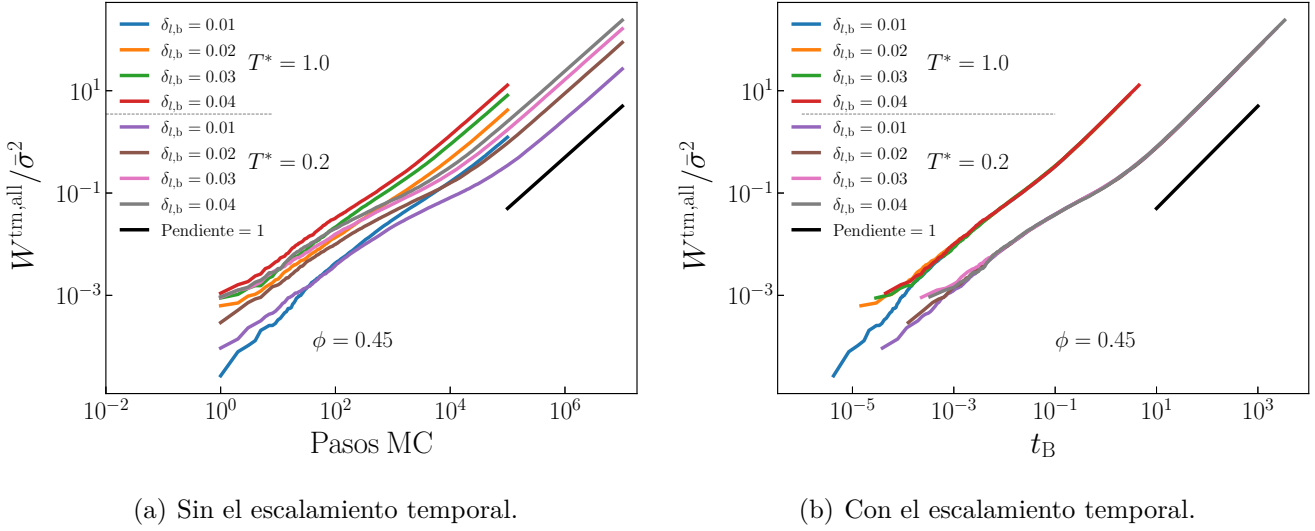 δ_{l,b} = 0.01
δ_{l,b} = 0.02
δ_{l,b} = 0.03
δ_{l,b} = 0.04
T* = 1.0
δ_{l,b} = 0.01
δ_{l,b} = 0.02
δ_{l,b} = 0.03
δ_{l,b} = 0.04
T* = 0.2
Pendiente = 1
ϕ = 0.45
W^{trn,all}/σ̄^2
10^1
10^{-1}
10^{-3}
10^{-2}
10^0
10^2
10^4
10^6
Pasos MC
(a) Sin el escalamiento temporal.
δ_{l,b} = 0.01
δ_{l,b} = 0.02
δ_{l,b} = 0.03
δ_{l,b} = 0.04
T* = 1.0
δ_{l,b} = 0.01
δ_{l,b} = 0.02
δ_{l,b} = 0.03
δ_{l,b} = 0.04
T* = 0.2
Pendiente = 1
ϕ = 0.45
W^{trn,all}/σ̄^2
10^1
10^{-1}
10^{-3}
10^{-5}
10^{-3}
10^{-1}
10^1
10^3
t_B
(b) Con el escalamiento temporal.